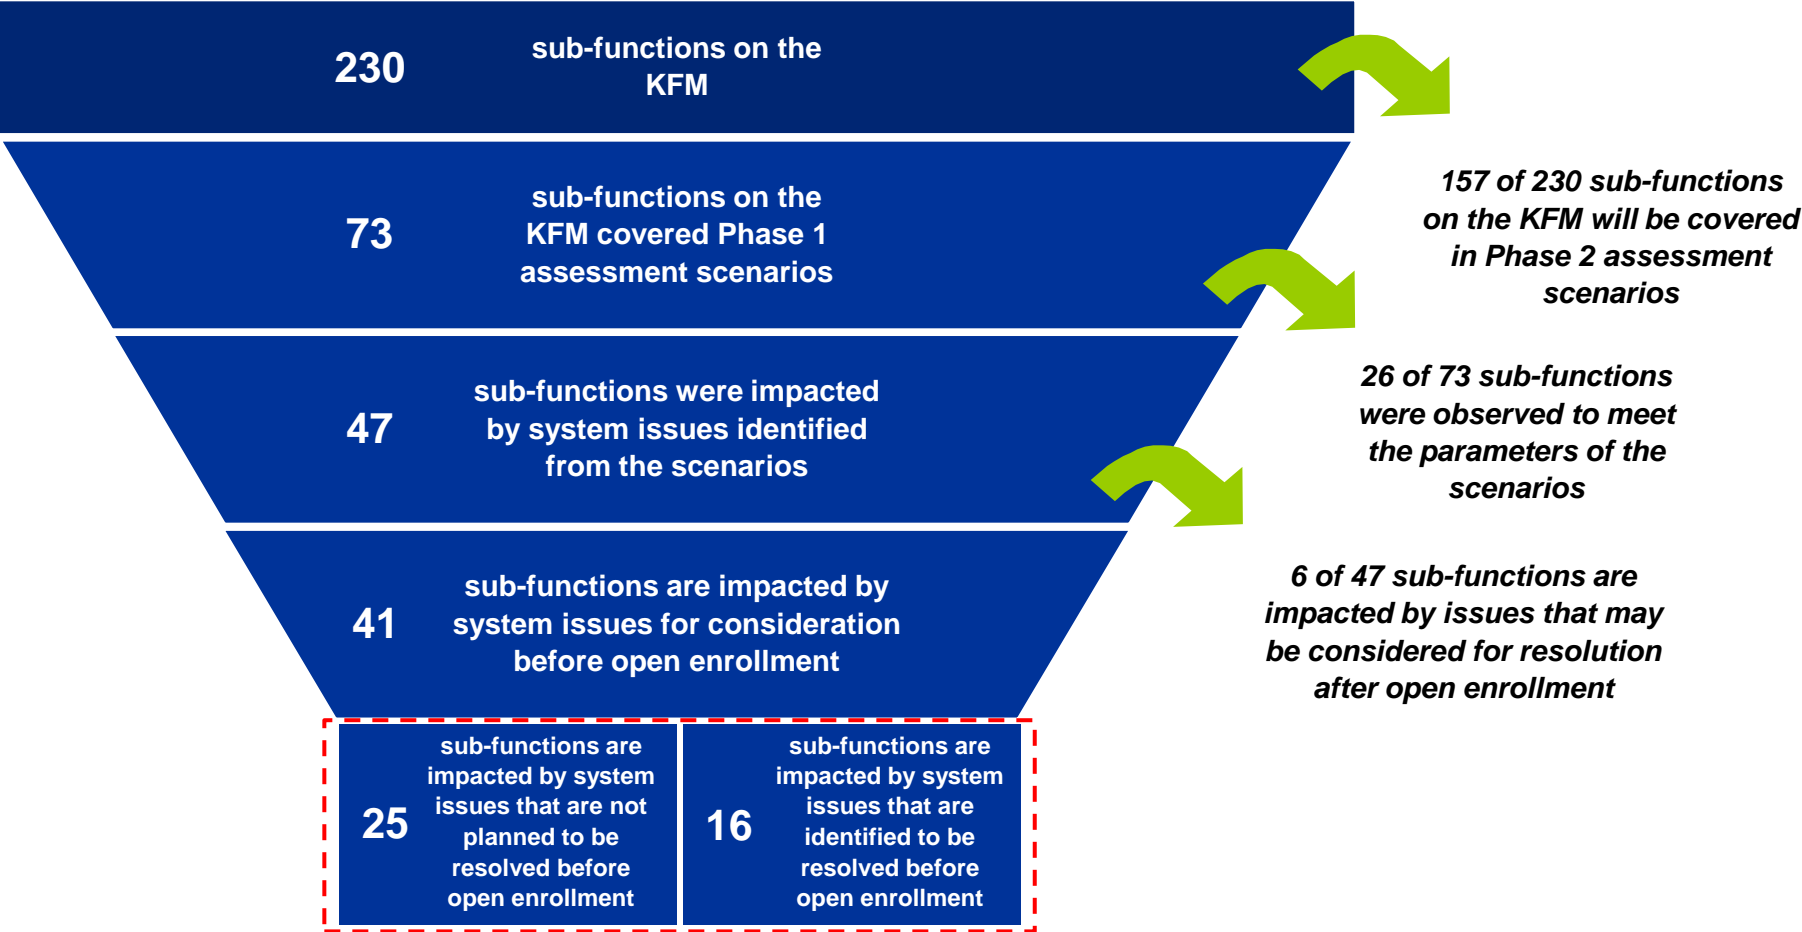 230
sub-functions on the
KFM
73
sub-functions on the
KFM covered Phase 1
assessment scenarios
157 of 230 sub-functions
on the KFM will be covered
in Phase 2 assessment
scenarios
47
sub-functions were impacted
by system issues identified
from the scenarios
26 of 73 sub-functions
were observed to meet
the parameters of the
scenarios
41
sub-functions are impacted by
system issues for consideration
before open enrollment
6 of 47 sub-functions are
impacted by issues that may
be considered for resolution
after open enrollment
25
sub-functions are
impacted by system
issues that are not
planned to be
resolved before
open enrollment
16
sub-functions are
impacted by system
issues that are
identified to be
resolved before
open enrollment